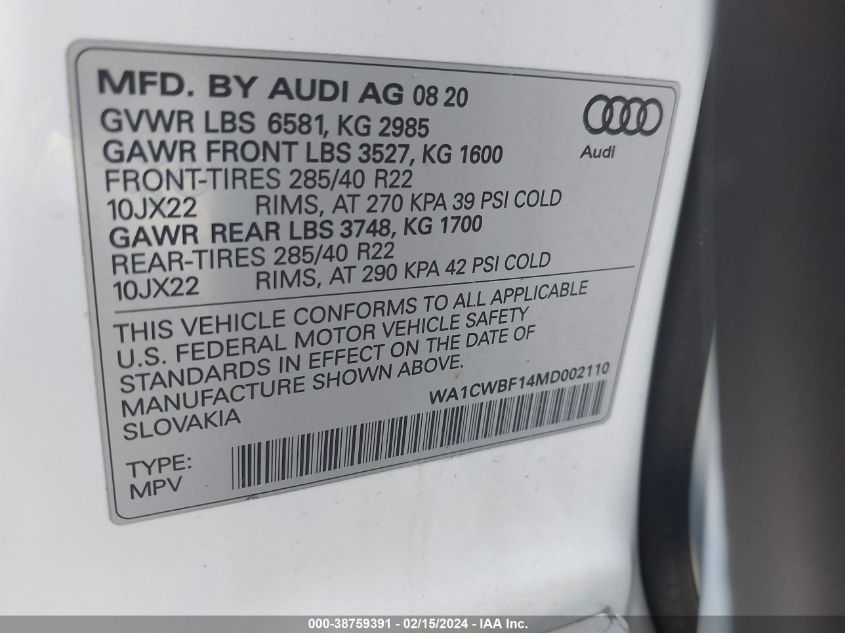 MFD. BY AUDI AG 08 20
GVWR LBS 6581, KG 2985
GAWR FRONT LBS 3527, KG 1600
FRONT-TIRES 285/40 R22
10JX22 RIMS, AT 270 KPA 39 PSI COLD
GAWR REAR LBS 3748, KG 1700
REAR-TIRES 285/40 R22
10JX22 RIMS, AT 290 KPA 42 PSI COLD
Audi
THIS VEHICLE CONFORMS TO ALL APPLICABLE
U.S. FEDERAL MOTOR VEHICLE SAFETY
STANDARDS IN EFFECT ON THE DATE OF
MANUFACTURE SHOWN ABOVE.
SLOVAKIA
WA1CWBF14MD002110
TYPE:
MPV
000-38759391 - 02/15/2024 - IAA Inc.